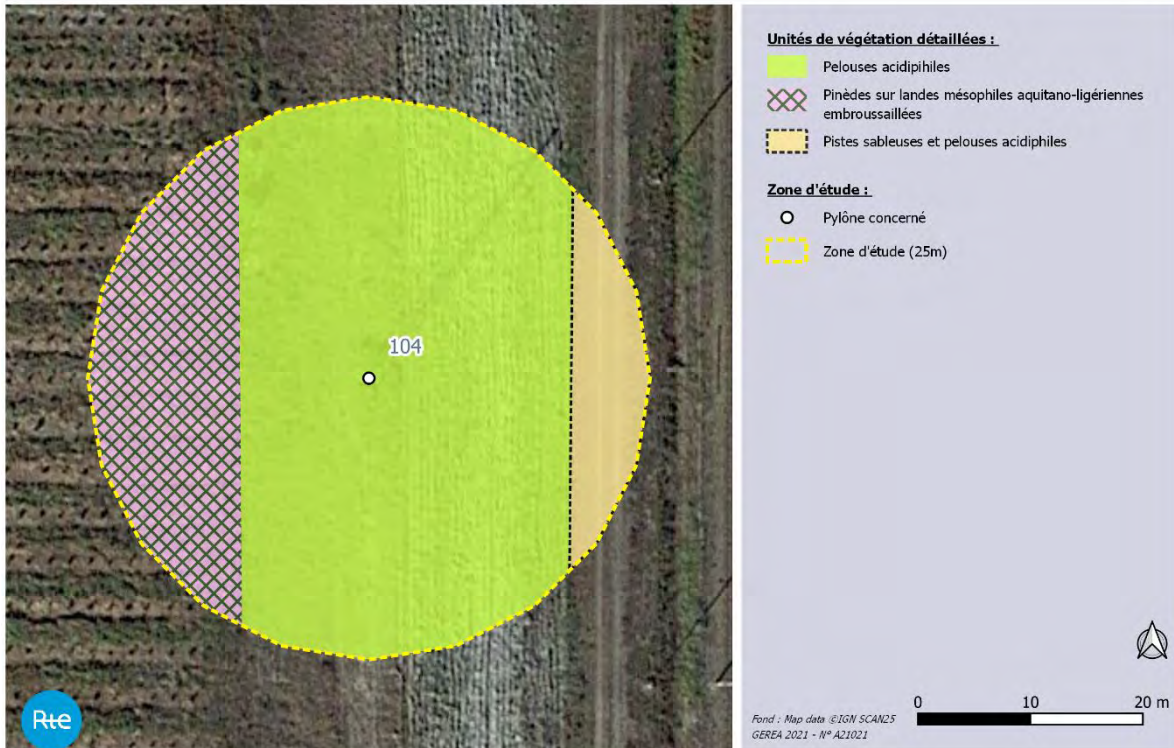 Unités de végétation détaillées :
Pelouses acidipihiles
Pinèdes sur landes mésophiles aquitano-ligériennes
embroussaillées
Pistes sableuses et pelouses acidiphiles
Zone d'étude :
Pylône concerné
Zone d'étude (25m)
104
Rte
0 10 20 m
Fond : Map data ©IGN SCAN25
GEREA 2021 - N° A21021